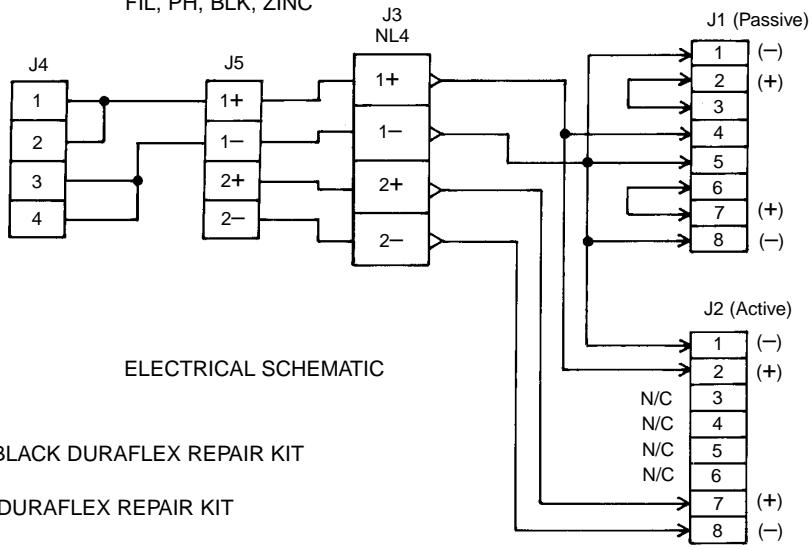 FIL, PH, BLK, ZINC
J4
1
2
3
4
J5
1+
1−
2+
2−
J3
NL4
1+
1−
2+
2−
J1 (Passive)
1 (−)
2 (+)
3
4
5
6
7 (+)
8 (−)
J2 (Active)
1 (−)
2 (+)
N/C 3
N/C 4
N/C 5
N/C 6
7 (+)
8 (−)
ELECTRICAL SCHEMATIC
BLACK DURAFLEX REPAIR KIT
DURAFLEX REPAIR KIT